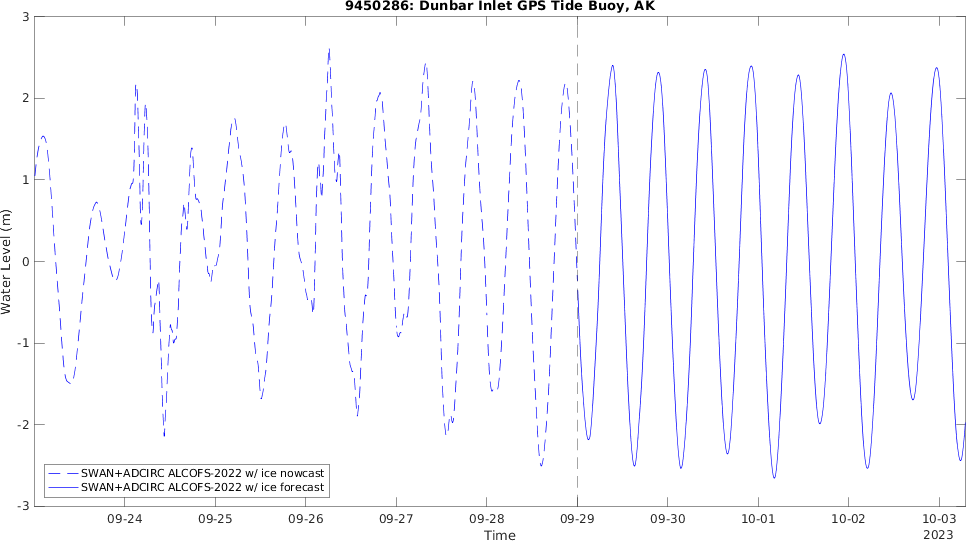 9450286: Dunbar Inlet GPS Tide Buoy, AK
3
2
1
0
-1
-2
-3
Water Level (m)
SWAN+ADCIRC ALCOFS-2022 w/ ice nowcast
SWAN+ADCIRC ALCOFS-2022 w/ ice forecast
09-24 09-25 09-26 09-27 09-28 09-29 09-30 10-01 10-02 10-03
2023
Time